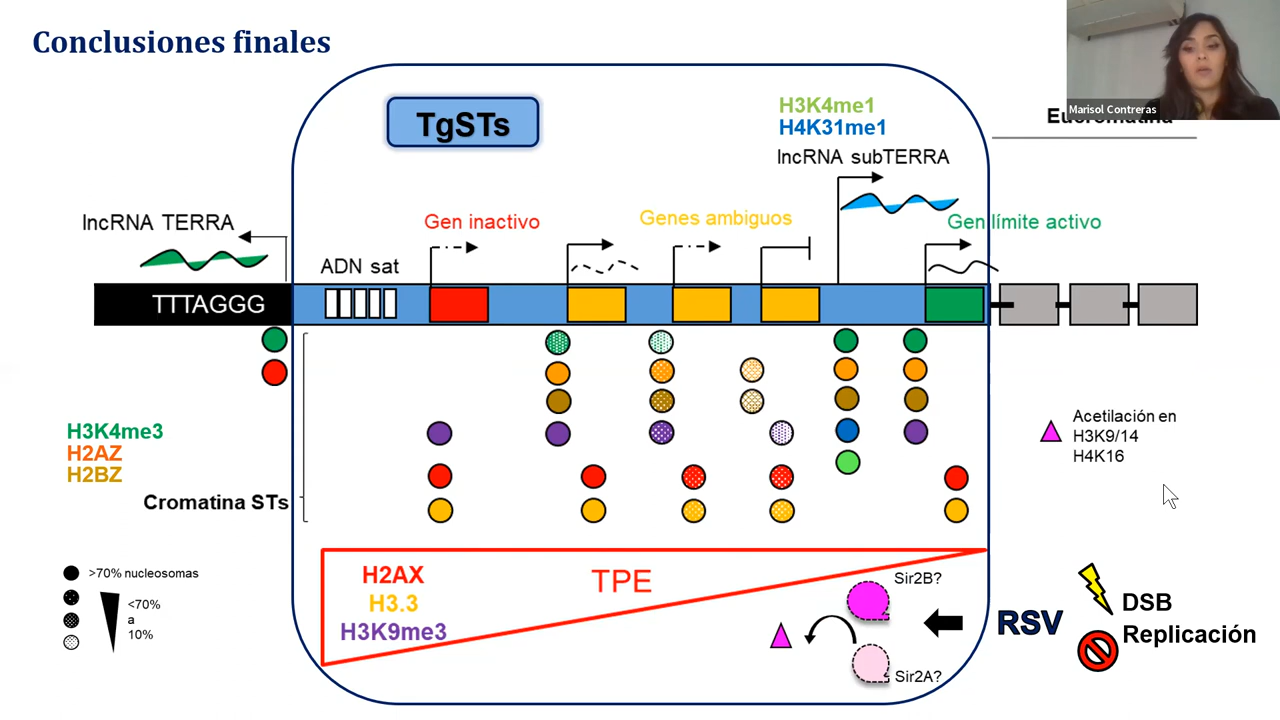 Conclusiones finales
Marisol Contreras
TgSTs
H3K4me1
H4K31me1
lncRNA subTERRA
lncRNA TERRA
Gen inactivo
Genes ambiguos
Gen límite activo
ADN sat
TTTAGGG
H3K4me3
H2AZ
H2BZ
Cromatina STs
Acetilación en
H3K9/14
H4K16
>70% nucleosomas
<70%
a
10%
H2AX
H3.3
H3K9me3
TPE
Sir2B?
Sir2A?
RSV
DSB
Replicación